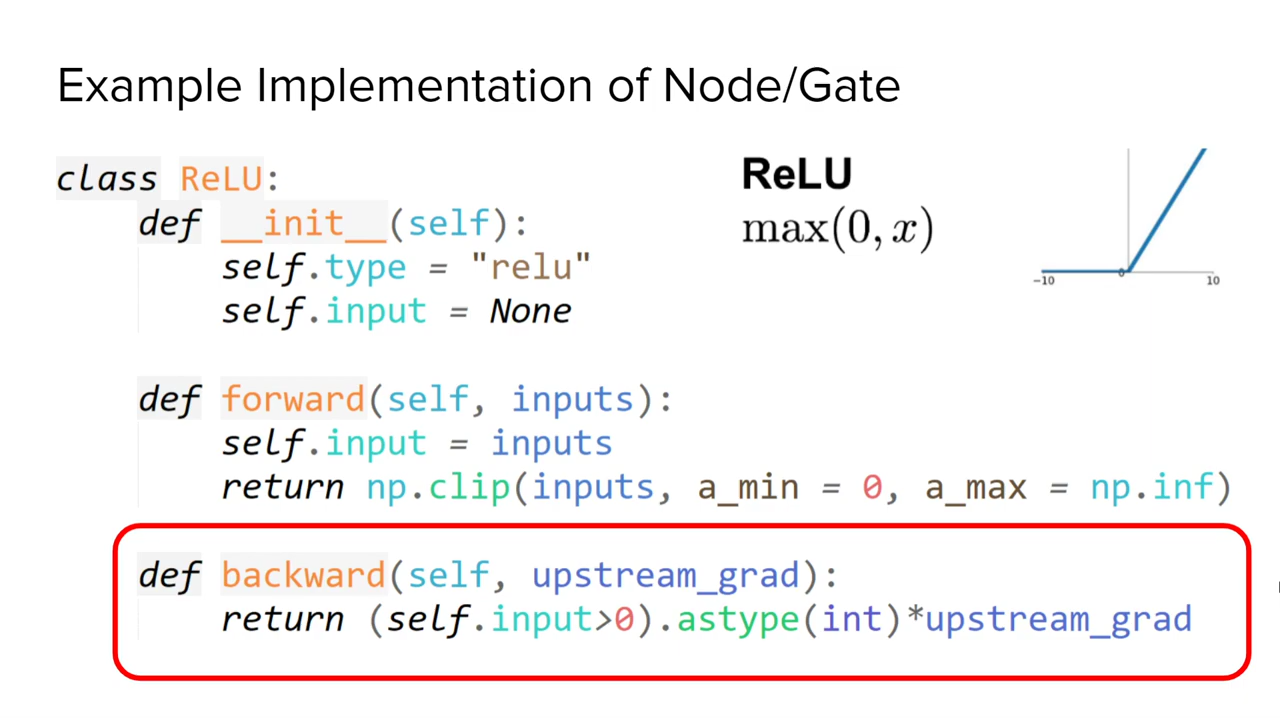 Example Implementation of Node/Gate
class ReLU:
def __init__(self):
self.type = "relu"
self.input = None
def forward(self, inputs):
self.input = inputs
return np.clip(inputs, a_min = 0, a_max = np.inf)
def backward(self, upstream_grad):
return (self.input>0).astype(int)*upstream_grad
ReLU
max(0, x)
-10
0
10